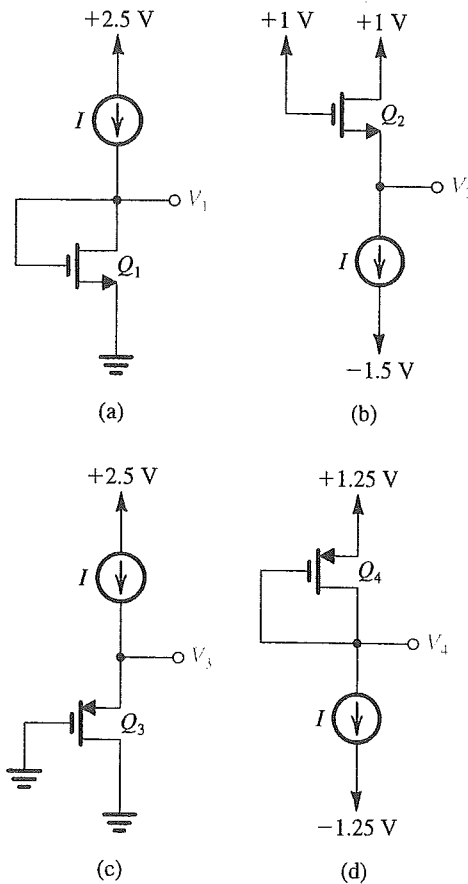 +2.5 V
I
V₁
Q₁
(a)
+1 V +1 V
Q₂
V₂
I
−1.5 V
(b)
+2.5 V
I
V₃
Q₃
(c)
+1.25 V
Q₄
V₄
I
−1.25 V
(d)